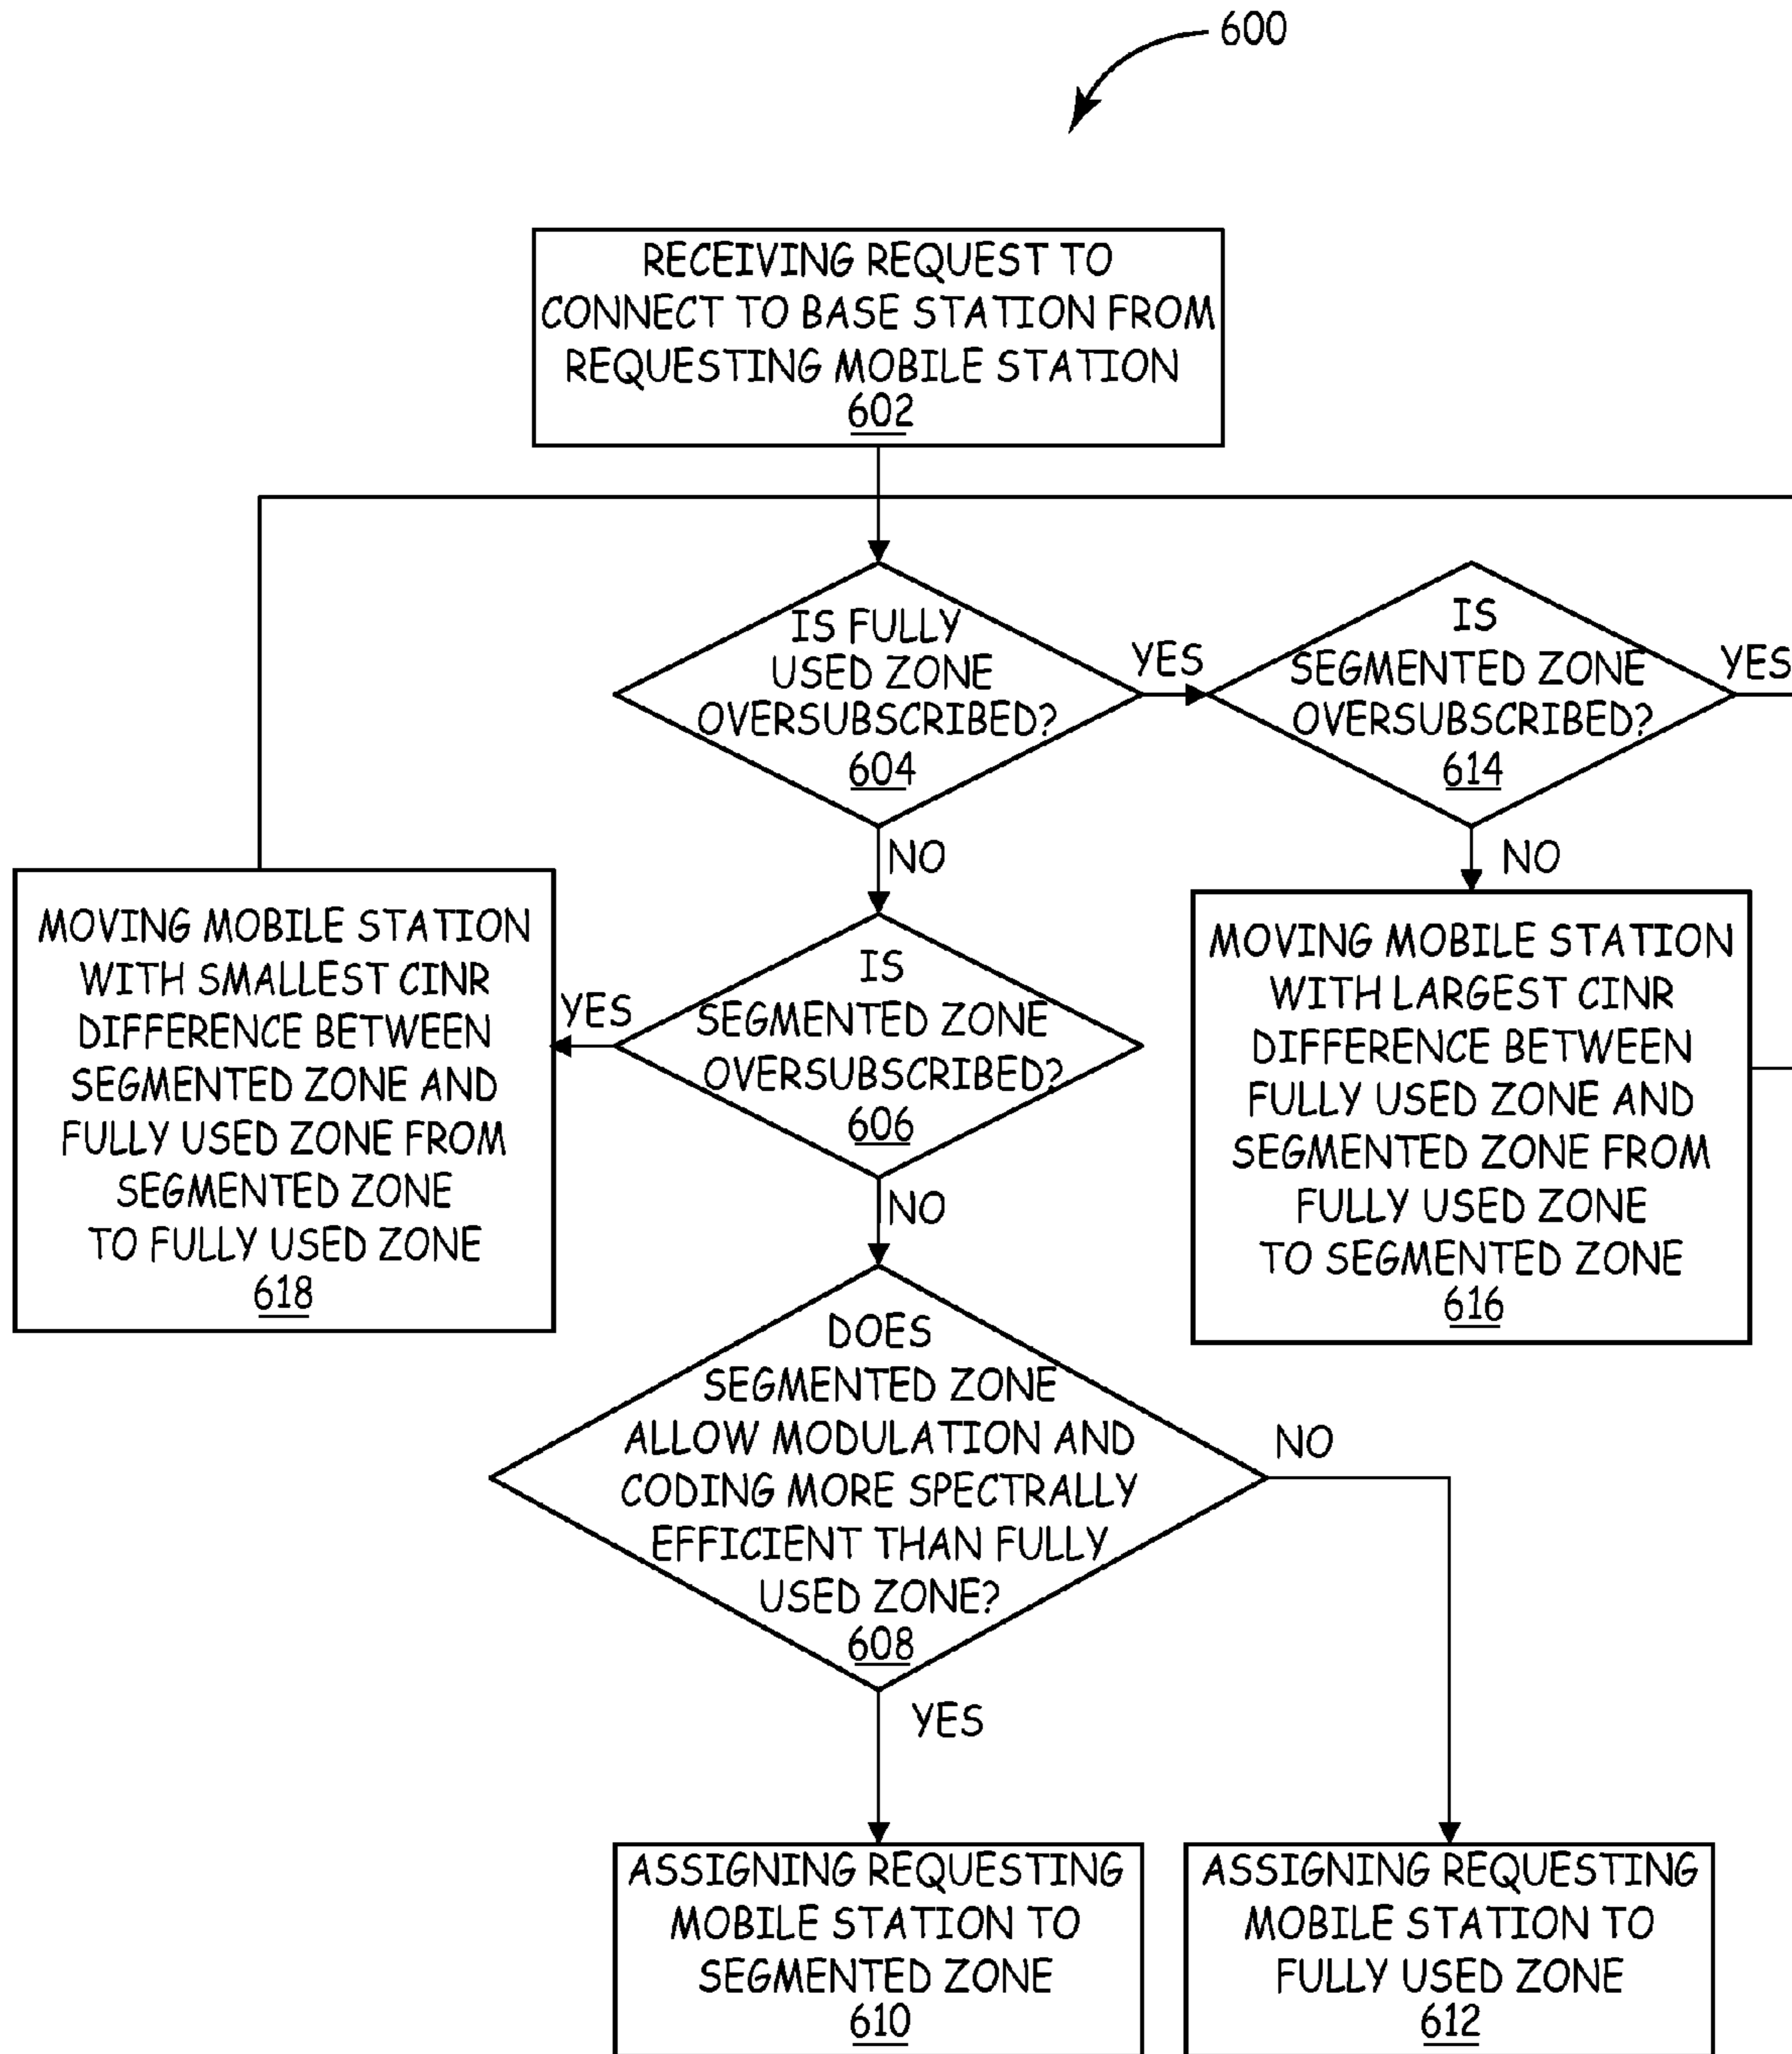 600
RECEIVING REQUEST TO
CONNECT TO BASE STATION FROM
REQUESTING MOBILE STATION
602
IS FULLY
USED ZONE
OVERSUBSCRIBED?
604
YES
IS
SEGMENTED ZONE
OVERSUBSCRIBED?
614
YES
NO
NO
MOVING MOBILE STATION
WITH SMALLEST CINR
DIFFERENCE BETWEEN
SEGMENTED ZONE AND
FULLY USED ZONE FROM
SEGMENTED ZONE
TO FULLY USED ZONE
618
YES
IS
SEGMENTED ZONE
OVERSUBSCRIBED?
606
MOVING MOBILE STATION
WITH LARGEST CINR
DIFFERENCE BETWEEN
FULLY USED ZONE AND
SEGMENTED ZONE FROM
FULLY USED ZONE
TO SEGMENTED ZONE
616
NO
DOES
SEGMENTED ZONE
ALLOW MODULATION AND
CODING MORE SPECTRALLY
EFFICIENT THAN FULLY
USED ZONE?
608
NO
YES
ASSIGNING REQUESTING
MOBILE STATION TO
SEGMENTED ZONE
610
ASSIGNING REQUESTING
MOBILE STATION TO
FULLY USED ZONE
612